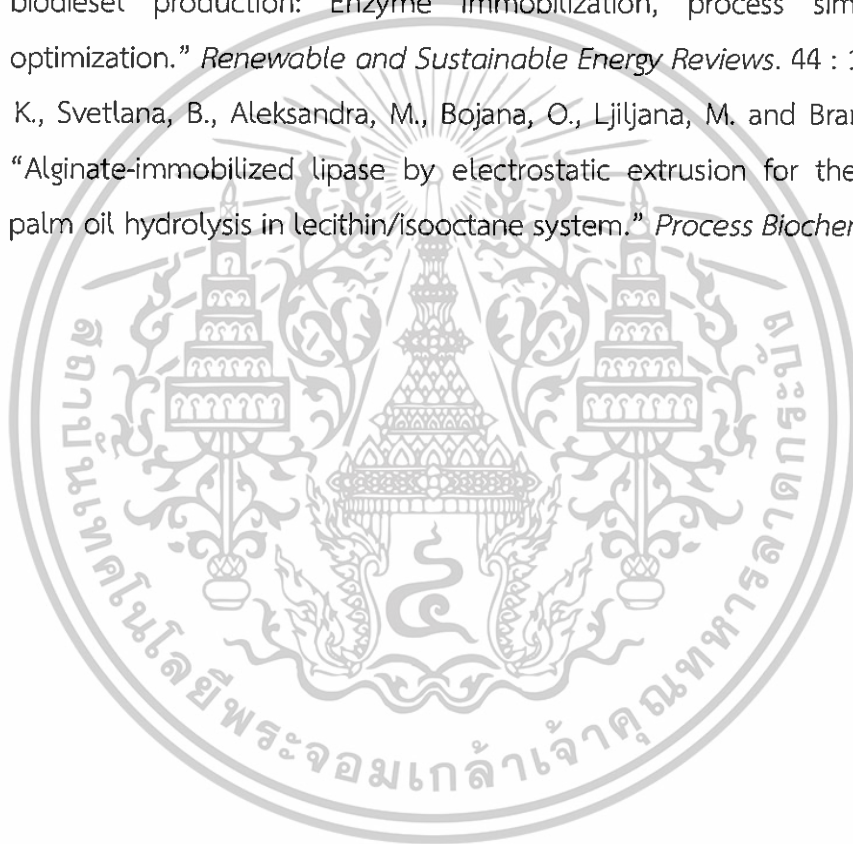 biodiesel production: Enzyme immobilization, process sim
optimization.” Renewable and Sustainable Energy Reviews. 44 :
K., Svetlana, B., Aleksandra, M., Bojana, O., Ljiljana, M. and Bra
“Alginate-immobilized lipase by electrostatic extrusion for the
palm oil hydrolysis in lecithin/isooctane system.” Process Biocher
สถาบันเทคโนโลยีพระจอมเกล้าเจ้าคุณทหารลาดกระบัง
๔